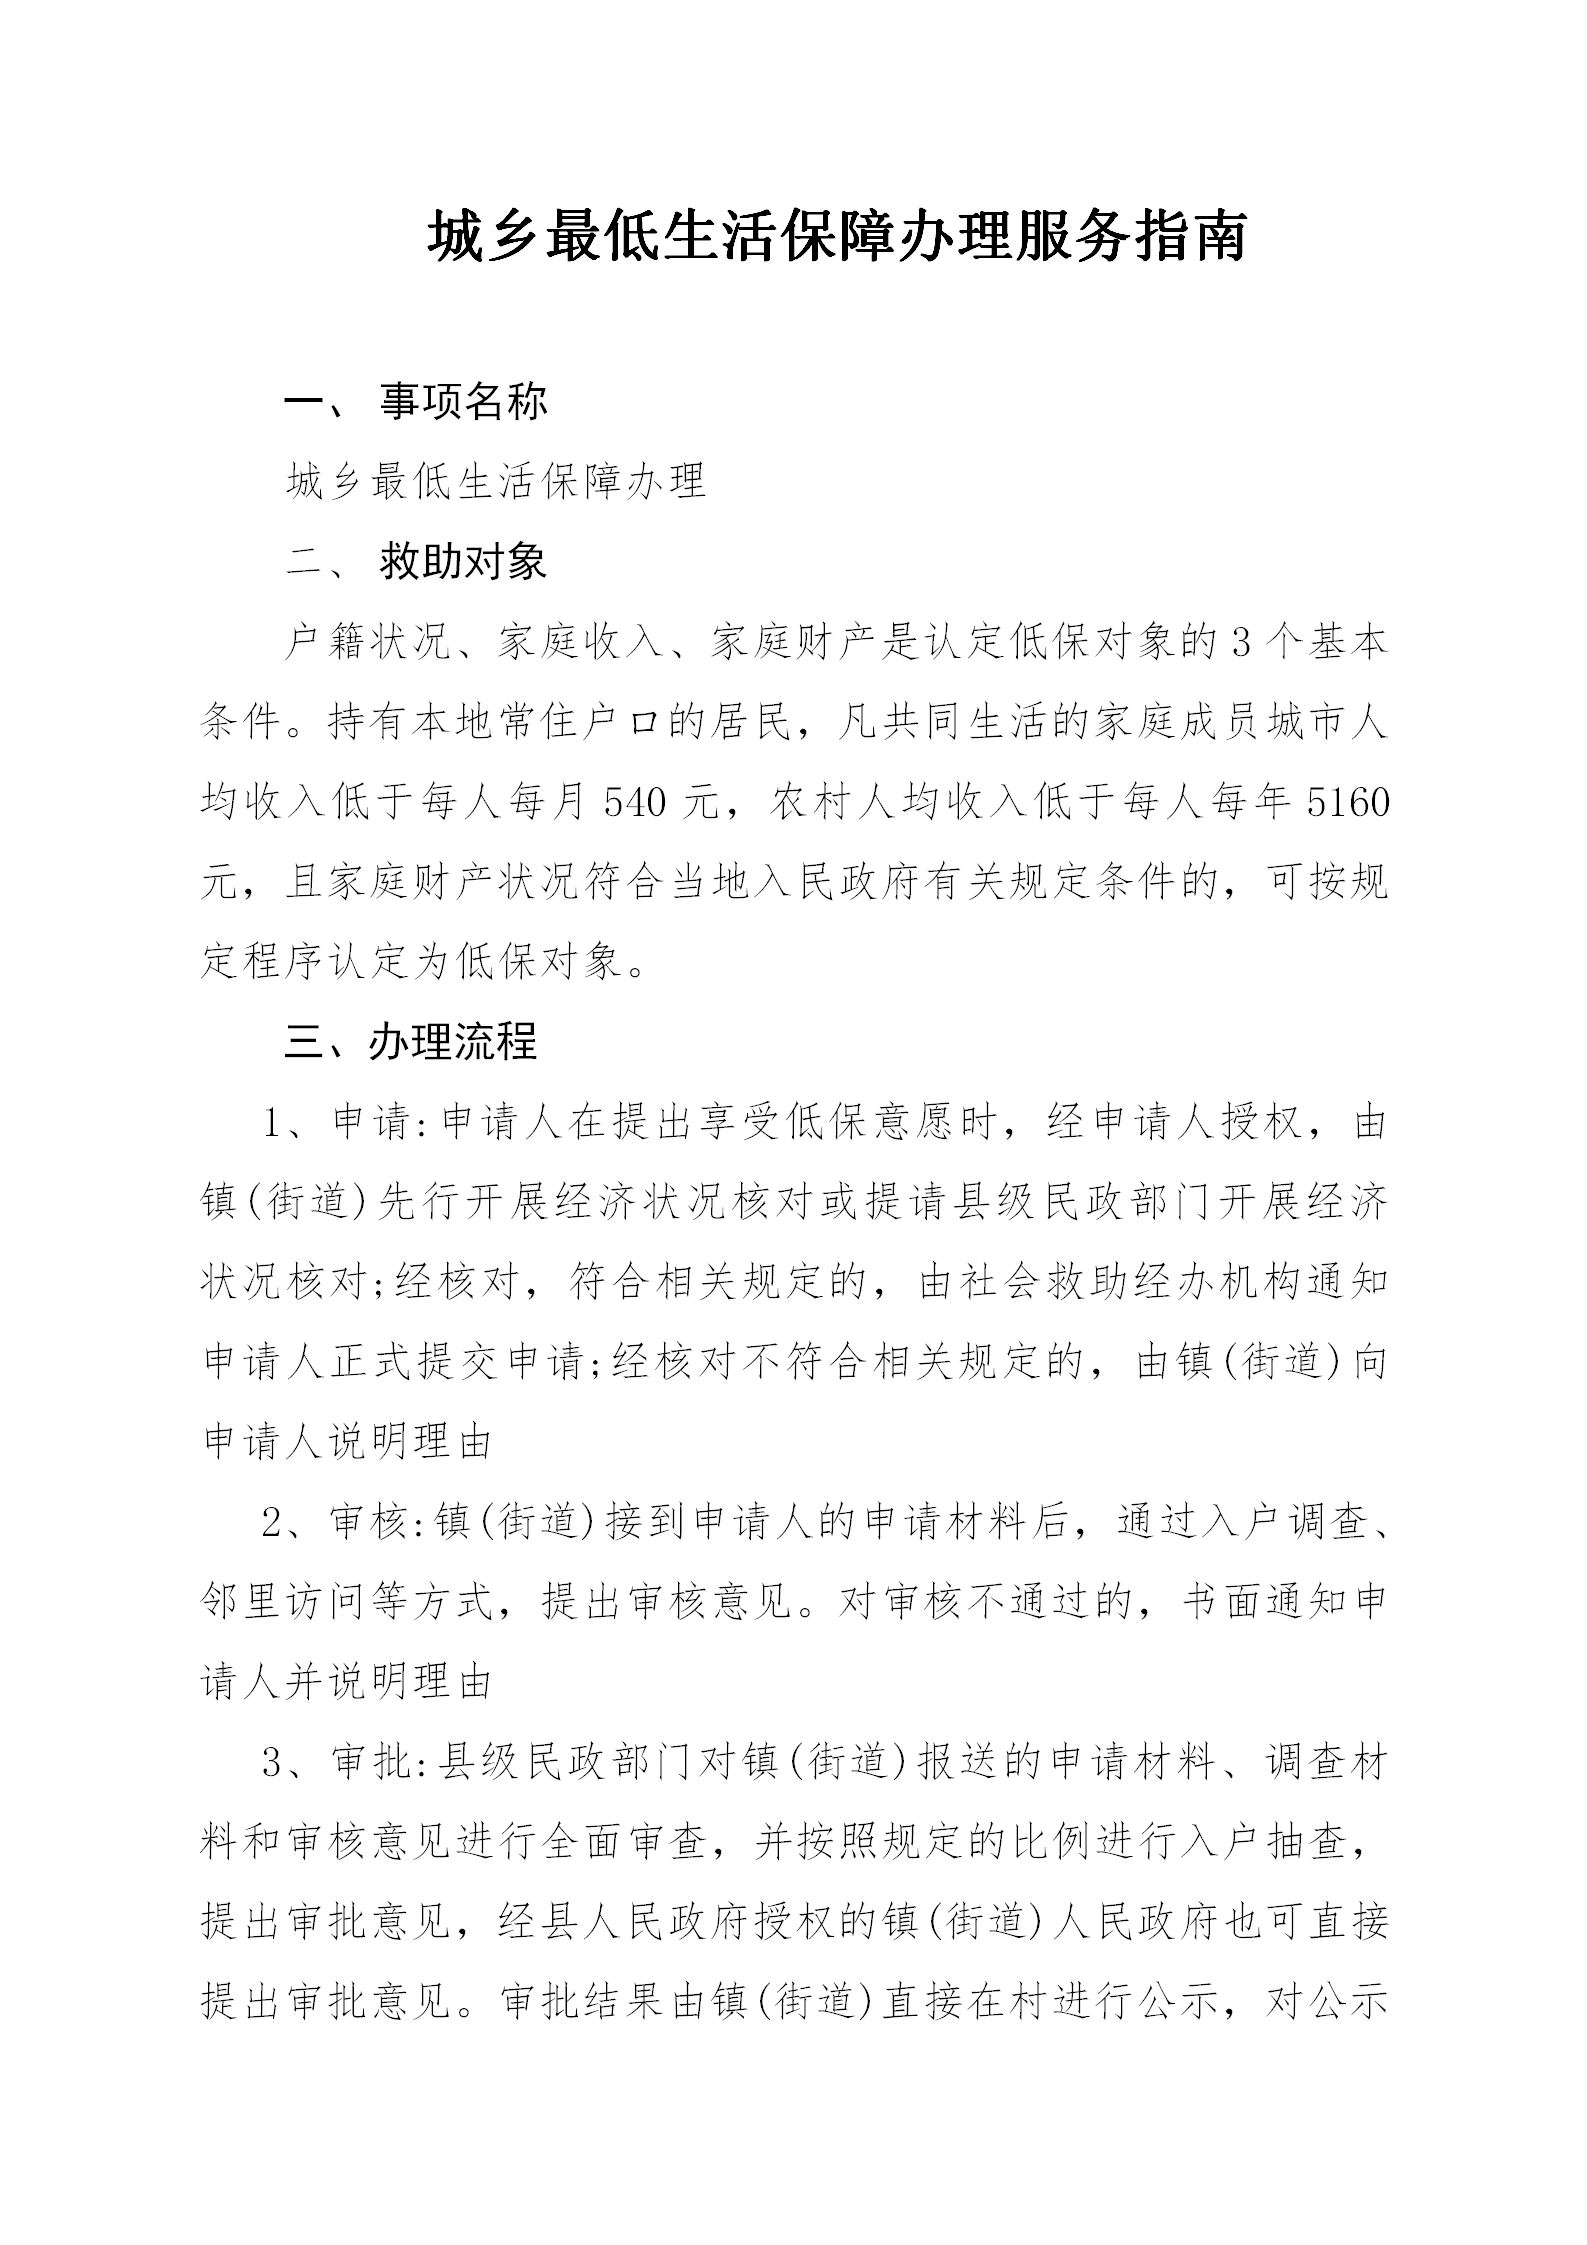 城乡最低生活保障办理服务指南
一、 事项名称
城乡最低生活保障办理
二、 救助对象
户籍状况、家庭收入、家庭财产是认定低保对象的 3 个基本
条件。持有本地常住户口的居民，凡共同生活的家庭成员城市人
均收入低于每人每月 540 元，农村人均收入低于每人每年 5160
元，且家庭财产状况符合当地入民政府有关规定条件的，可按规
定程序认定为低保对象。
三、办理流程
1、申请:申请人在提出享受低保意愿时，经申请人授权，由
镇(街道)先行开展经济状况核对或提请县级民政部门开展经济
状况核对;经核对，符合相关规定的，由社会救助经办机构通知
申请人正式提交申请;经核对不符合相关规定的，由镇(街道)向
申请人说明理由
2、审核:镇(街道)接到申请人的申请材料后，通过入户调查、
邻里访问等方式，提出审核意见。对审核不通过的，书面通知申
请人并说明理由
3、审批:县级民政部门对镇(街道)报送的申请材料、调查材
料和审核意见进行全面审查，并按照规定的比例进行入户抽查，
提出审批意见，经县人民政府授权的镇(街道)人民政府也可直接
提出审批意见。审批结果由镇(街道)直接在村进行公示，对公示